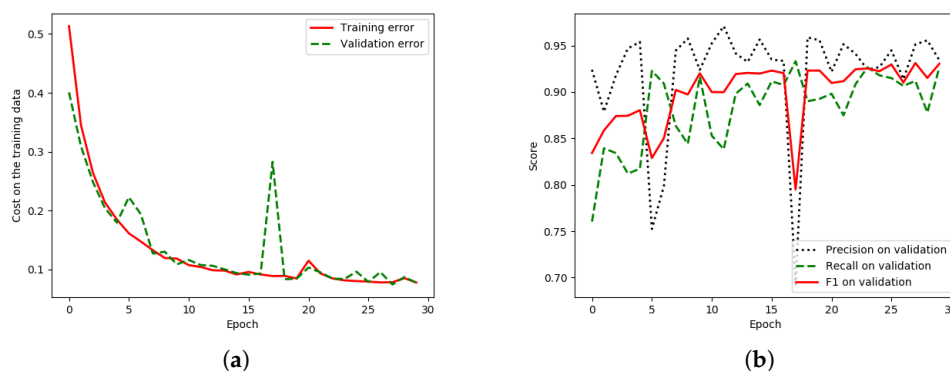 Training error
Validation error
0.5
0.4
0.3
0.2
0.1
0 5 10 15 20 25 30
Cost on the training data
Epoch
(a)
0.95
0.90
0.85
0.80
0.75
0.70
Precision on validation
Recall on validation
F1 on validation
0 5 10 15 20 25
Score
Epoch
(b)